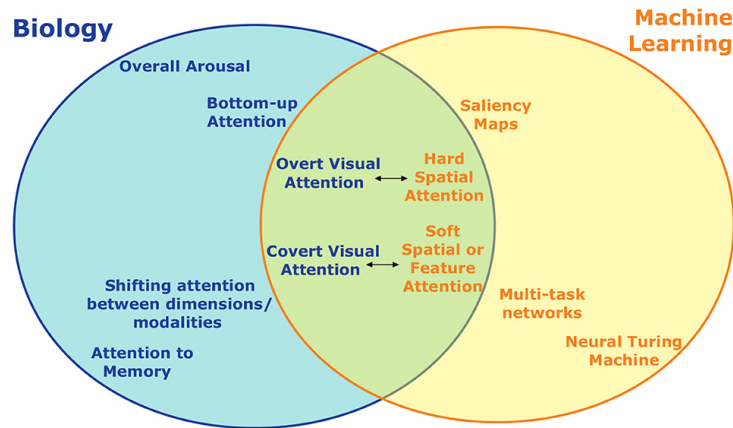 Biology
Machine
Learning
Overall Arousal
Bottom-up
Attention
Saliency
Maps
Overt Visual
Attention
Hard
Spatial
Attention
Covert Visual
Attention
Soft
Spatial or
Feature
Attention
Shifting attention
between dimensions/
modalities
Multi-task
networks
Attention to
Memory
Neural Turing
Machine